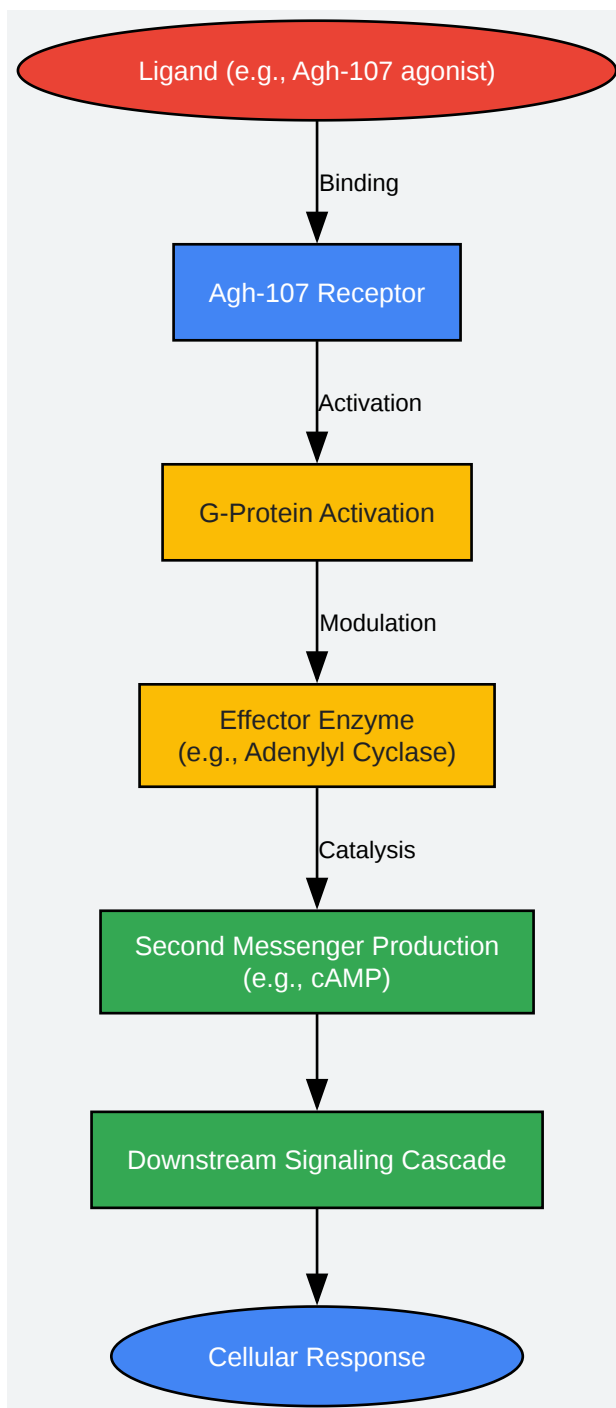 Ligand (e.g., Agh-107 agonist)
Binding
Agh-107 Receptor
Activation
G-Protein Activation
Modulation
Effector Enzyme
(e.g., Adenylyl Cyclase)
Catalysis
Second Messenger Production
(e.g., cAMP)
Downstream Signaling Cascade
Cellular Response